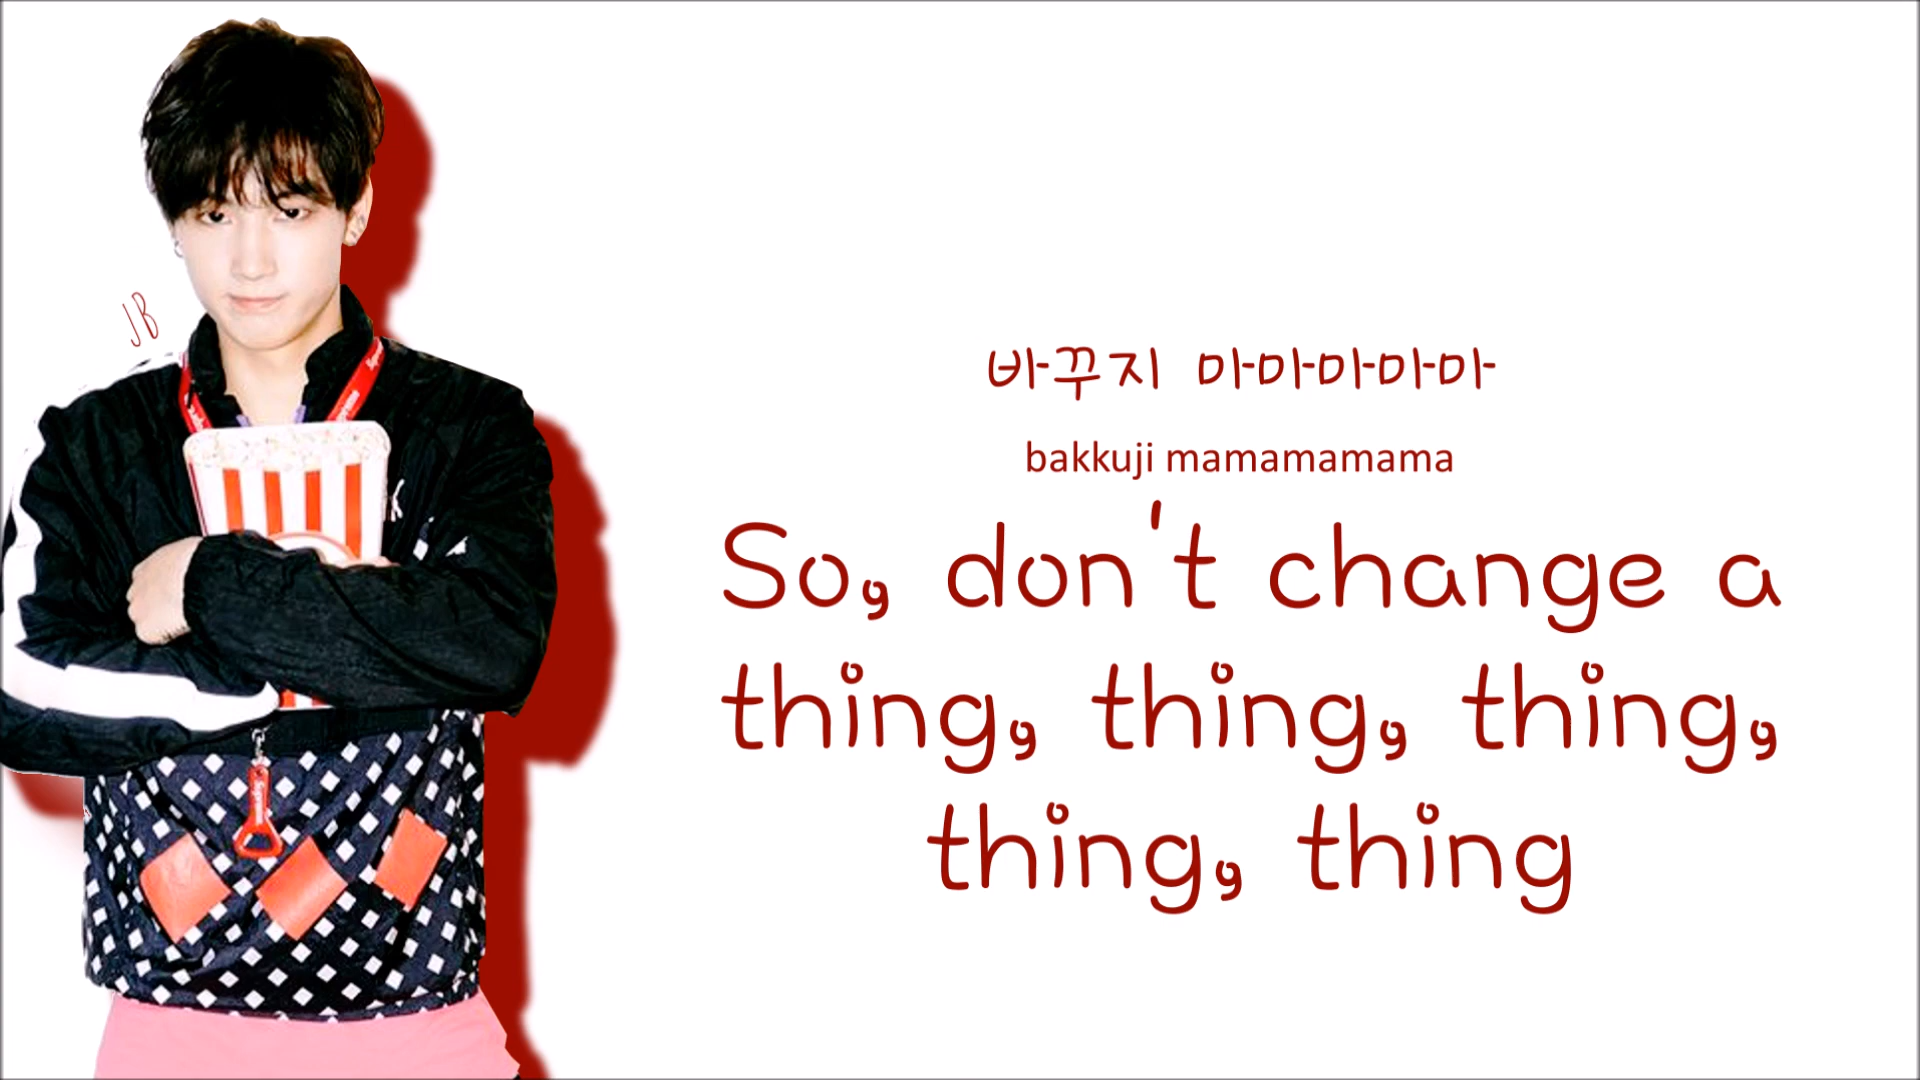 JB
바꾸지 마마마마마
bakkuji mamamamama
So, don't change a
thing, thing, thing,
thing, thing
Supreme